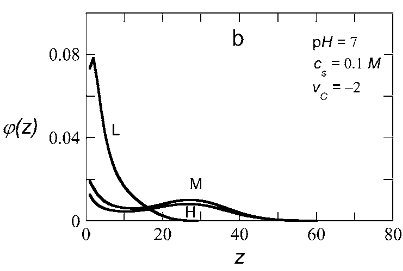 b
pH = 7
c_s = 0.1 M
v_C = –2
0.08
φ(z)
L
0.04
M
H
0
0 20 40 60 80
z